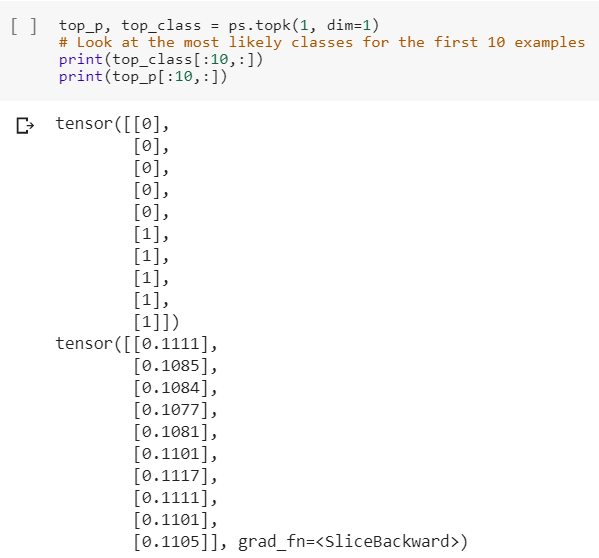 [ ] top_p, top_class = ps.topk(1, dim=1)
# Look at the most likely classes for the first 10 examples
print(top_class[:10,:])
print(top_p[:10,:])
tensor([[0],
[0],
[0],
[0],
[0],
[1],
[1],
[1],
[1],
[1]])
tensor([[0.1111],
[0.1085],
[0.1084],
[0.1077],
[0.1081],
[0.1101],
[0.1117],
[0.1111],
[0.1101],
[0.1105]], grad_fn=<SliceBackward>)